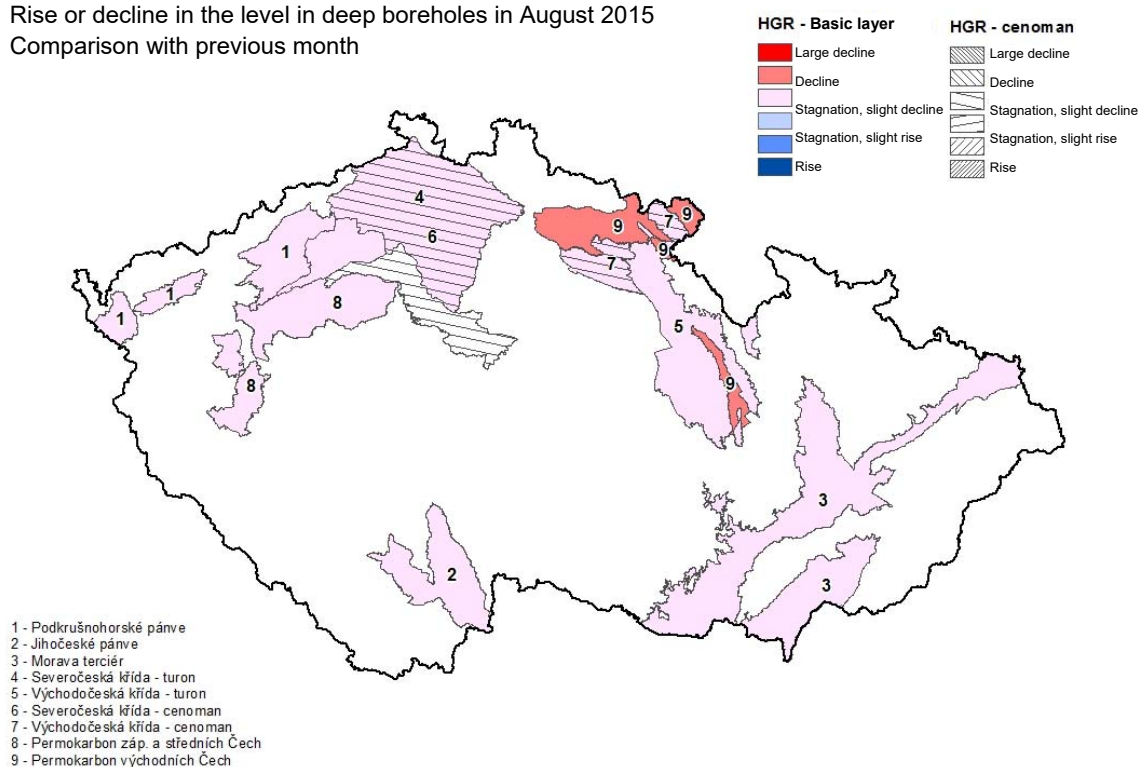 Rise or decline in the level in deep boreholes in August 2015
Comparison with previous month
HGR - Basic layer
Large decline
Decline
Stagnation, slight decline
Stagnation, slight rise
Rise
HGR - cenoman
Large decline
Decline
Stagnation, slight decline
Stagnation, slight rise
Rise
4
9
7
9
6
9
1
7
1
8
1
5
9
8
3
2
3
1 - Podkrušnohorské pánve
2 - Jihočeské pánve
3 - Morava terciér
4 - Severočeská křída - turon
5 - Východočeská křída - turon
6 - Severočeská křída - cenoman
7 - Východočeská křída - cenoman
8 - Permokarbon záp. a středních Čech
9 - Permokarbon východních Čech